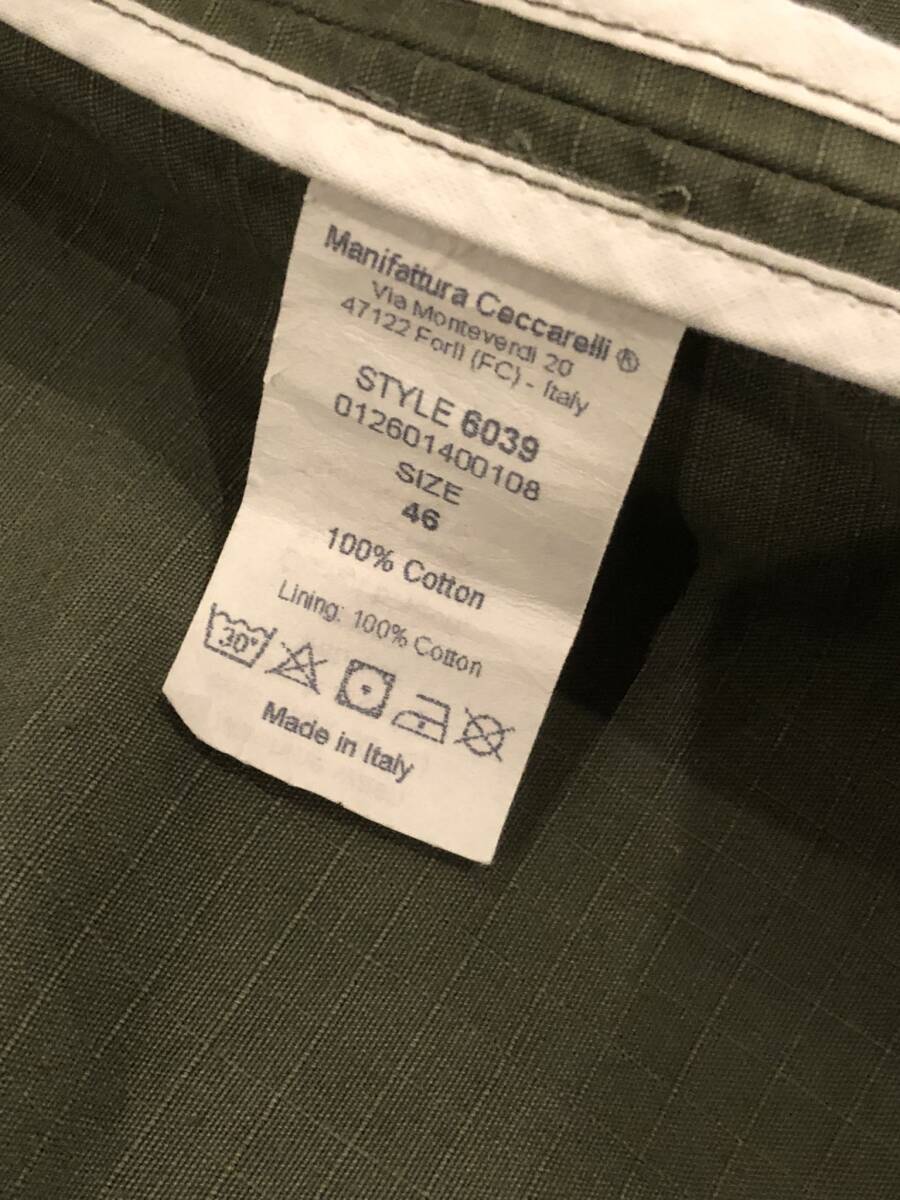 Manifattura Ceccarelli ®
Via Monteverdi 20
47122 Forlì (FC) - Italy
STYLE 6039
012601400108
SIZE
46
100% Cotton
Lining: 100% Cotton
30°
Made in Italy